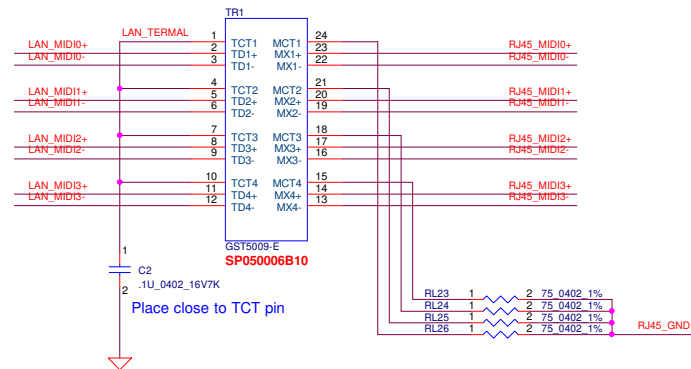 TR1
LAN_TERMAL
1 TCT1 MCT1 24
LAN_MIDI0+ 2 TD1+ MX1+ 23 RJ45_MIDI0+
LAN_MIDI0- 3 TD1- MX1- 22 RJ45_MIDI0-
4 TCT2 MCT2 21
LAN_MIDI1+ 5 TD2+ MX2+ 20 RJ45_MIDI1+
LAN_MIDI1- 6 TD2- MX2- 19 RJ45_MIDI1-
7 TCT3 MCT3 18
LAN_MIDI2+ 8 TD3+ MX3+ 17 RJ45_MIDI2+
LAN_MIDI2- 9 TD3- MX3- 16 RJ45_MIDI2-
10 TCT4 MCT4 15
LAN_MIDI3+ 11 TD4+ MX4+ 14 RJ45_MIDI3+
LAN_MIDI3- 12 TD4- MX4- 13 RJ45_MIDI3-
GST5009-E
SP050006B10
1
C2
.1U_0402_16V7K
2
Place close to TCT pin
RL23 1 2 75_0402_1%
RL24 1 2 75_0402_1%
RL25 1 2 75_0402_1%
RL26 1 2 75_0402_1%
RJ45_GND